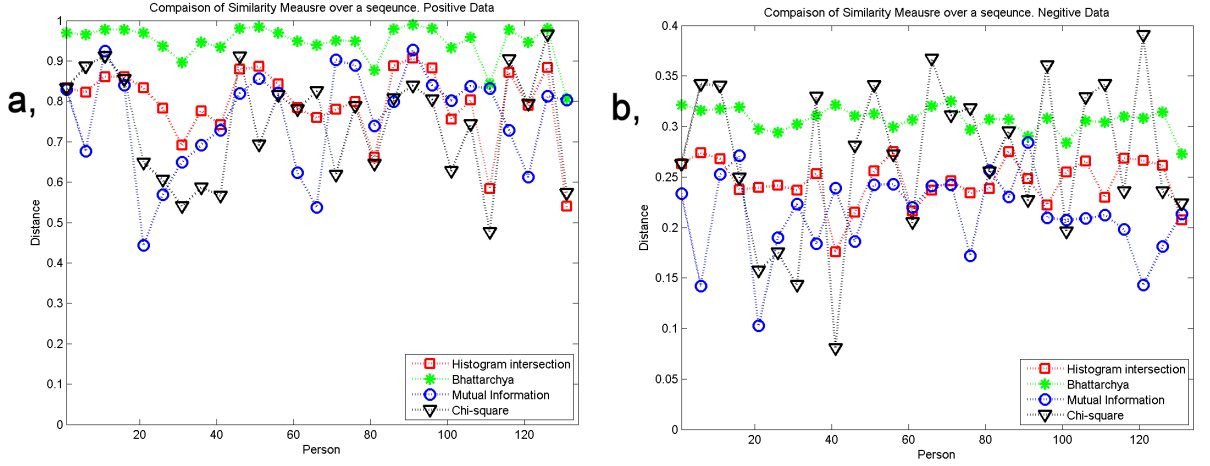 a,
Compaison of Similarity Meausre over a seqeunce. Positive Data
1
0.9
0.8
0.7
0.6
0.5
0.4
0.3
0.2
0.1
0
Distance
20 40 60 80 100 120
Person
Histogram intersection
Bhattarchya
Mutual Information
Chi-square
b,
Compaison of Similarity Meausre over a seqeunce. Negitive Data
0.4
0.35
0.3
0.25
0.2
0.15
0.1
0.05
0
Distance
20 40 60 80 100 120
Person
Histogram intersection
Bhattarchya
Mutual Information
Chi-square